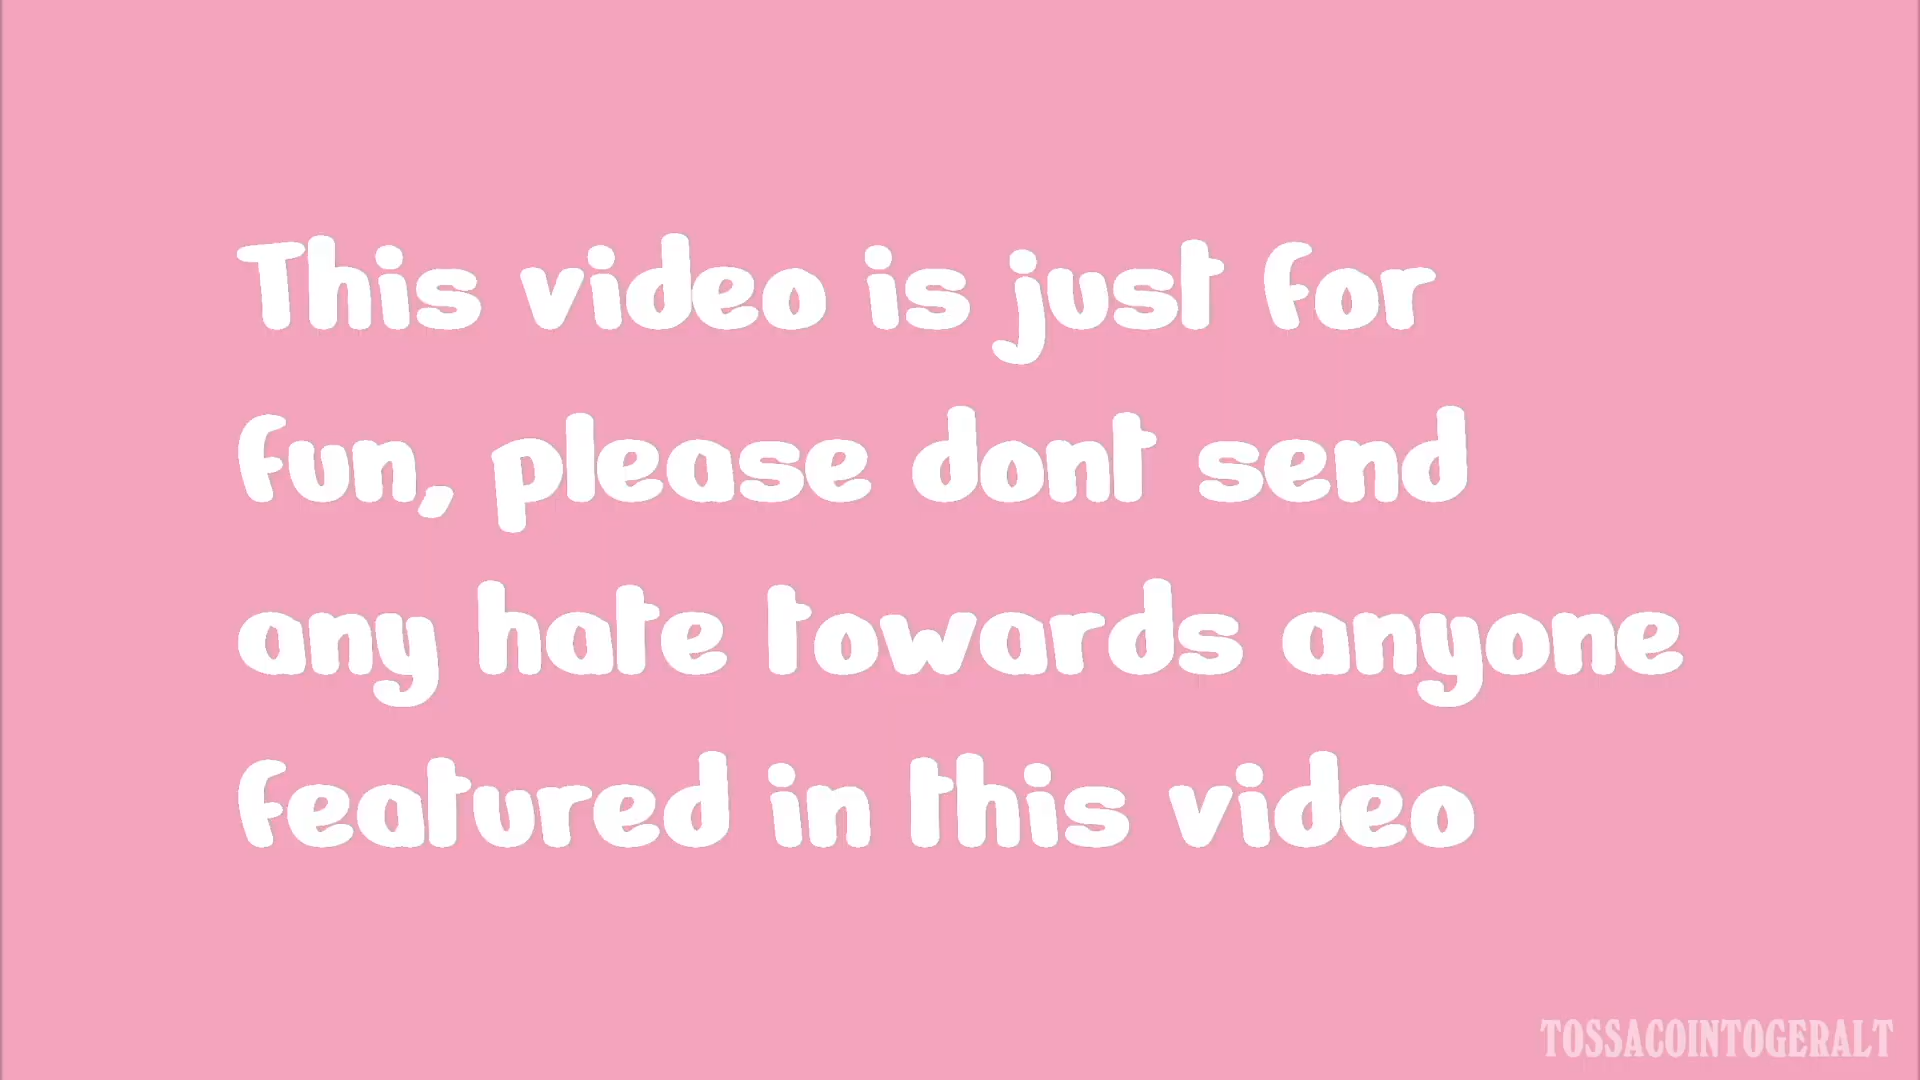 This video is just for
fun, please dont send
any hate towards anyone
featured in this video
TOSSACOINTOGERALT